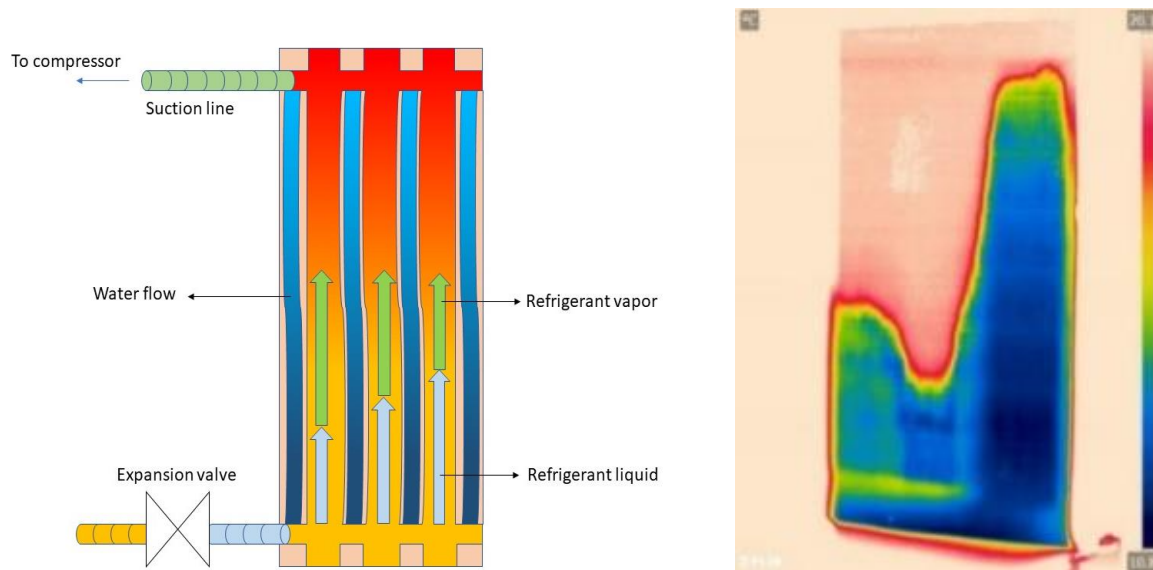 To compressor
Suction line
Water flow
Refrigerant vapor
Expansion valve
Refrigerant liquid
°C